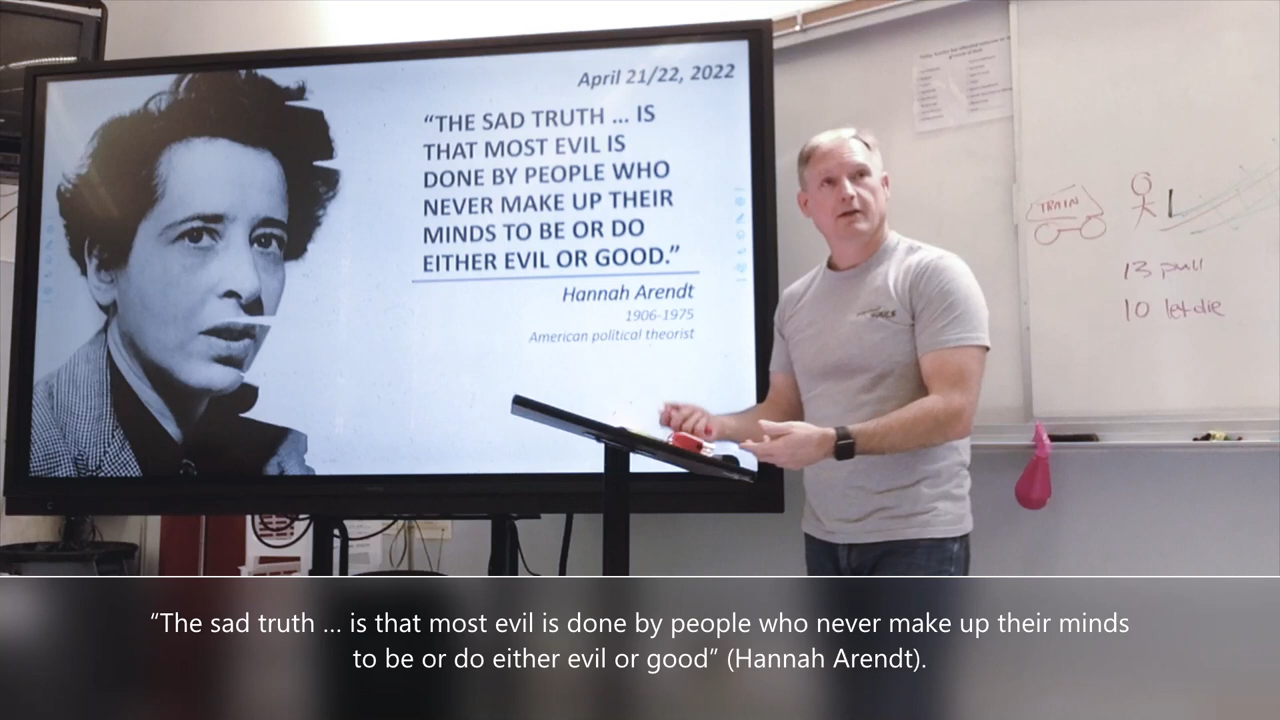 April 21/22, 2022
“THE SAD TRUTH ... IS
THAT MOST EVIL IS
DONE BY PEOPLE WHO
NEVER MAKE UP THEIR
MINDS TO BE OR DO
EITHER EVIL OR GOOD.”
Hannah Arendt
1906-1975
American political theorist
TRAIN
13 pull
10 let die
“The sad truth ... is that most evil is done by people who never make up their minds
to be or do either evil or good” (Hannah Arendt).